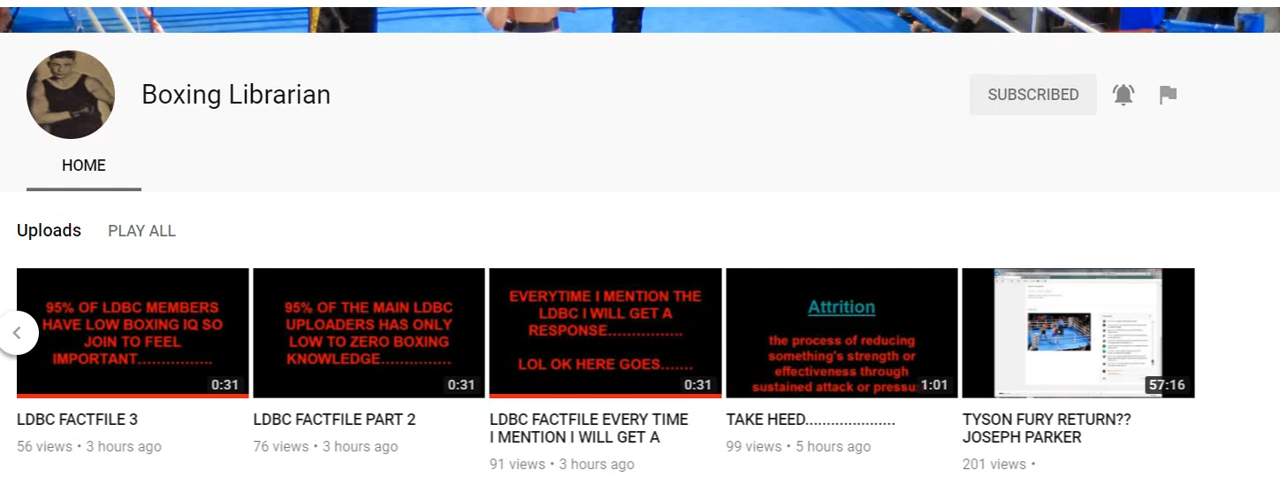 Boxing Librarian
SUBSCRIBED
HOME
Uploads PLAY ALL
95% OF LDBC MEMBERS
HAVE LOW BOXING IQ SO
JOIN TO FEEL
IMPORTANT................
0:31
95% OF THE MAIN LDBC
UPLOADERS HAS ONLY
LOW TO ZERO BOXING
KNOWLEDGE...............
0:31
EVERYTIME I MENTION THE
LDBC I WILL GET A
RESPONSE................
LOL OK HERE GOES.......
0:31
Attrition
the process of reducing
something's strength or
effectiveness through
sustained attack or pressu
1:01
57:16
LDBC FACTFILE 3
56 views • 3 hours ago
LDBC FACTFILE PART 2
76 views • 3 hours ago
LDBC FACTFILE EVERY TIME
I MENTION I WILL GET A
91 views • 3 hours ago
TAKE HEED.....................
99 views • 5 hours ago
TYSON FURY RETURN??
JOSEPH PARKER
201 views •